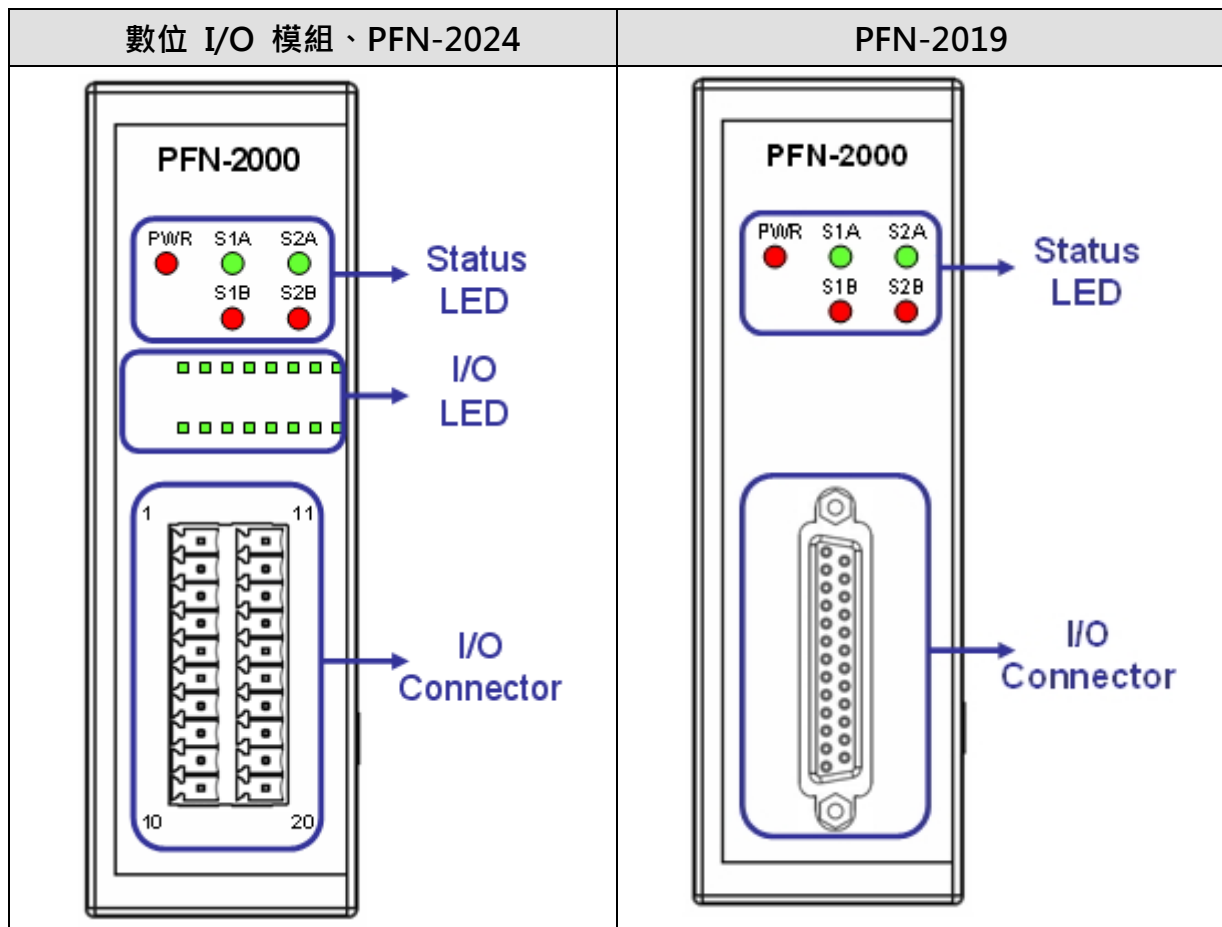 數位 I/O 模組、PFN-2024
PFN-2019
PFN-2000
PWR S1A S2A
S1B S2B
Status
LED
I/O
LED
1 11
10 20
I/O
Connector
PFN-2000
PWR S1A S2A
S1B S2B
Status
LED
I/O
Connector